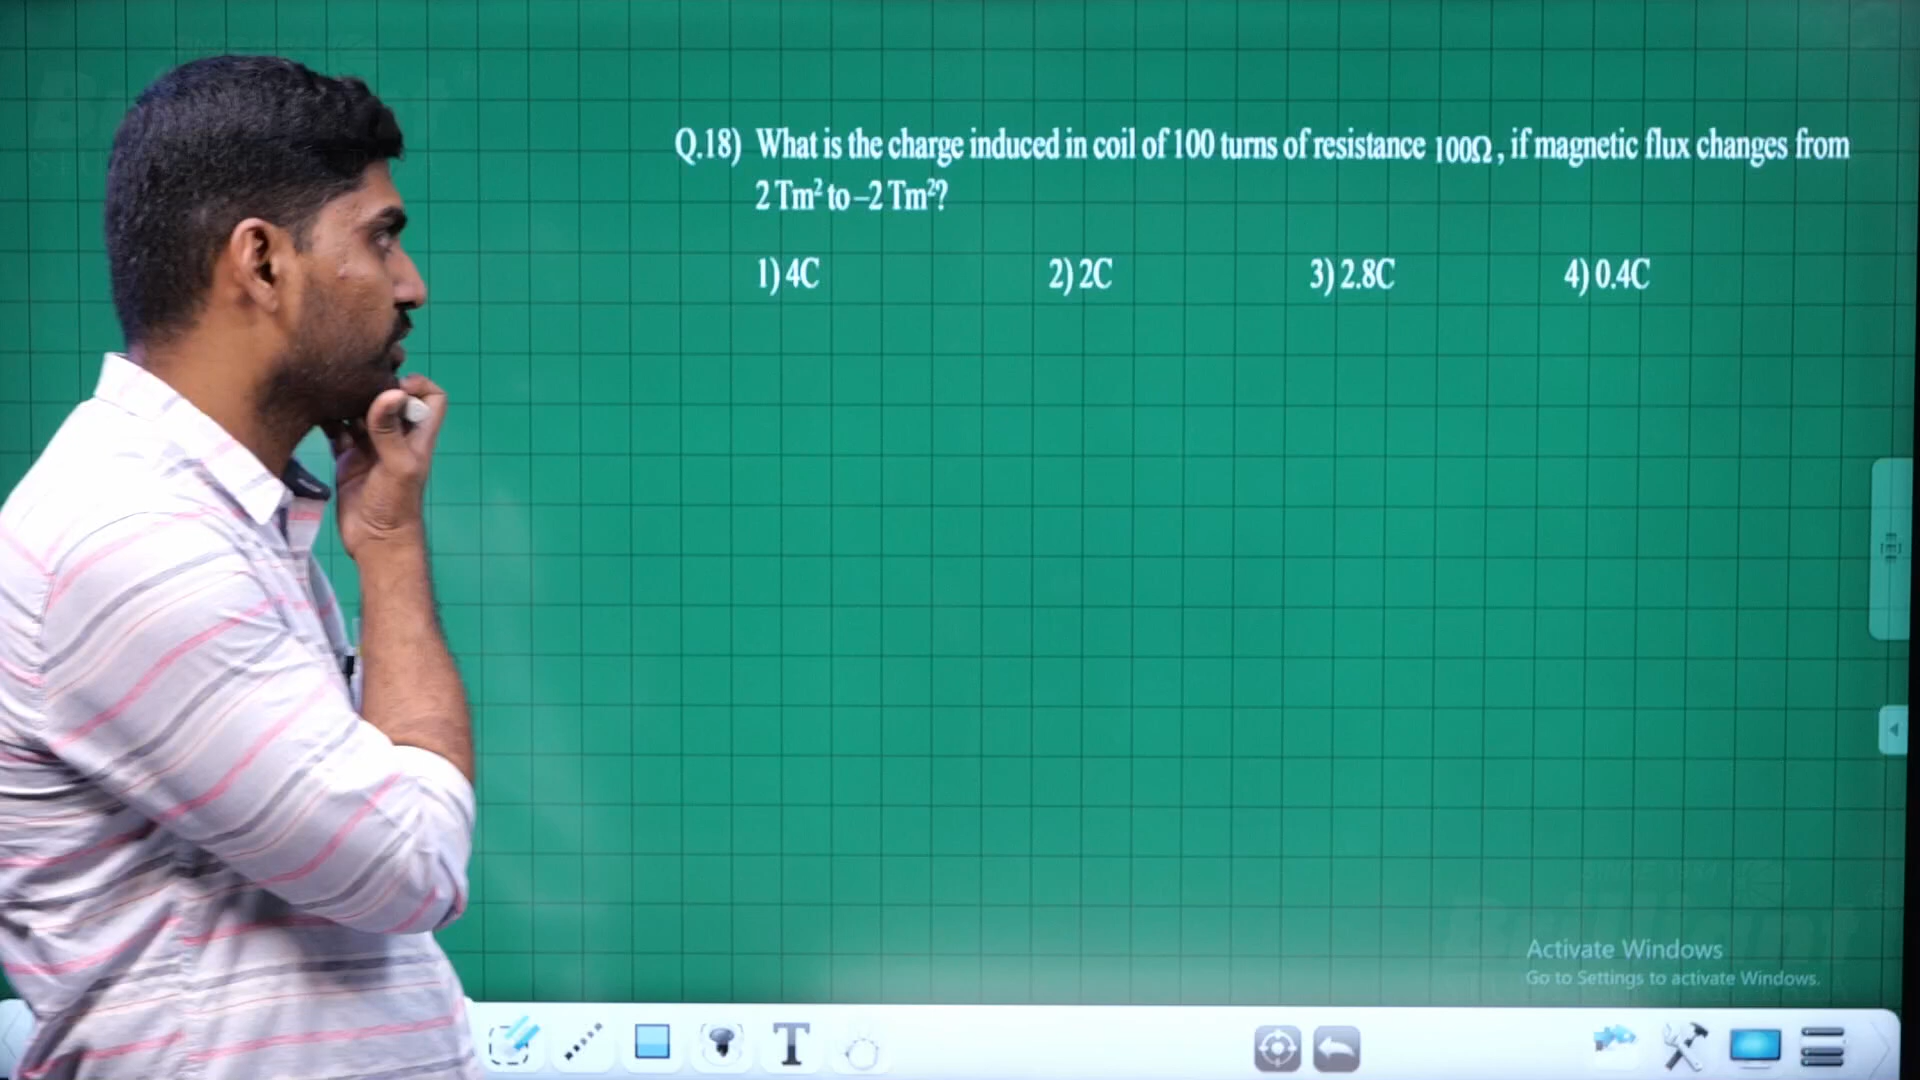 Q.18) What is the charge induced in coil of 100 turns of resistance 100Ω, if magnetic flux changes from
2 Tm² to –2 Tm²?
1) 4C 2) 2C 3) 2.8C 4) 0.4C
Activate Windows
Go to Settings to activate Windows.